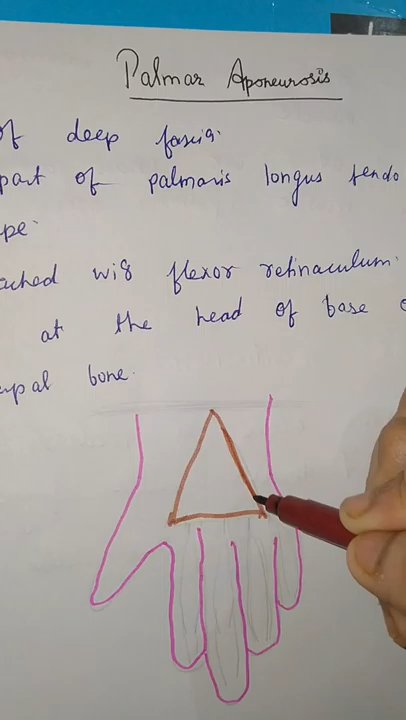 Palmar Aponeurosis
of deep fascia.
part of palmaris longus tendo
pe.
ached wi8 flexor retinaculum.
at the head of base o
pal bone.